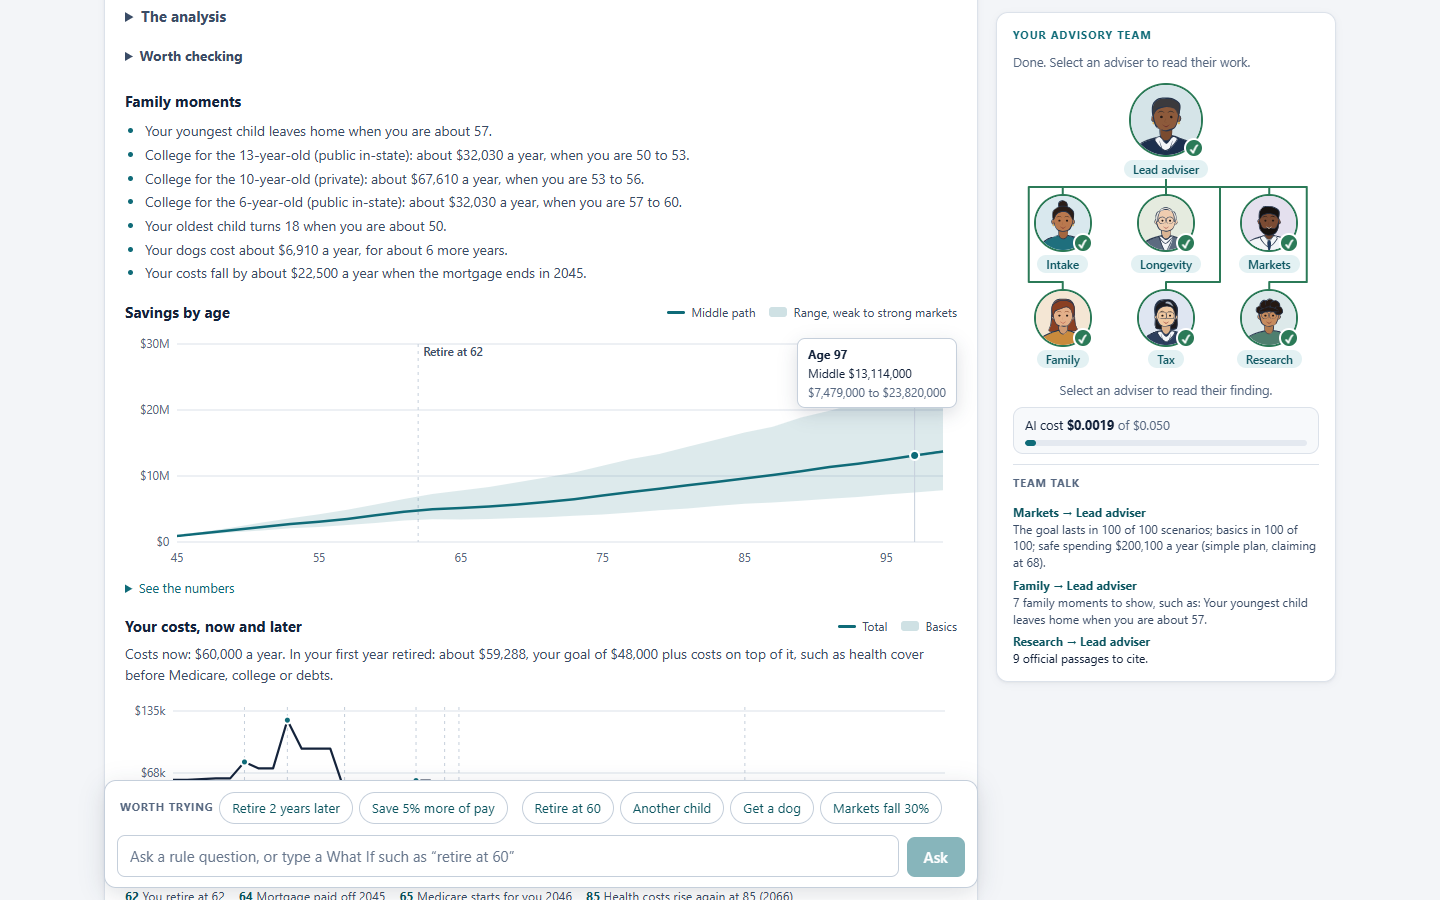 The analysis
Worth checking
Family moments
Your youngest child leaves home when you are about 57.
College for the 13-year-old (public in-state): about $32,030 a year, when you are 50 to 53.
College for the 10-year-old (private): about $67,610 a year, when you are 53 to 56.
College for the 6-year-old (public in-state): about $32,030 a year, when you are 57 to 60.
Your oldest child turns 18 when you are about 50.
Your dogs cost about $6,910 a year, for about 6 more years.
Your costs fall by about $22,500 a year when the mortgage ends in 2045.
Savings by age
Middle path
Range, weak to strong markets
$30M
Retire at 62
Age 97
Middle $13,114,000
$7,479,000 to $23,820,000
$20M
$10M
$0
45 55 65 75 85 95
See the numbers
Your costs, now and later
Total
Basics
Costs now: $60,000 a year. In your first year retired: about $59,288, your goal of $48,000 plus costs on top of it, such as health cover
before Medicare, college or debts.
$135k
$68k
WORTH TRYING
Retire 2 years later
Save 5% more of pay
Retire at 60
Another child
Get a dog
Markets fall 30%
Ask a rule question, or type a What If such as “retire at 60”
Ask
62 You retire at 62 64 Mortgage paid off 2045 65 Medicare starts for you 2046 85 Health costs rise again at 85 (2066)
YOUR ADVISORY TEAM
Done. Select an adviser to read their work.
Lead adviser
Intake
Longevity
Markets
Family
Tax
Research
Select an adviser to read their finding.
AI cost $0.0019 of $0.050
TEAM TALK
Markets → Lead adviser
The goal lasts in 100 of 100 scenarios; basics in 100 of
100; safe spending $200,100 a year (simple plan, claiming
at 68).
Family → Lead adviser
7 family moments to show, such as: Your youngest child
leaves home when you are about 57.
Research → Lead adviser
9 official passages to cite.